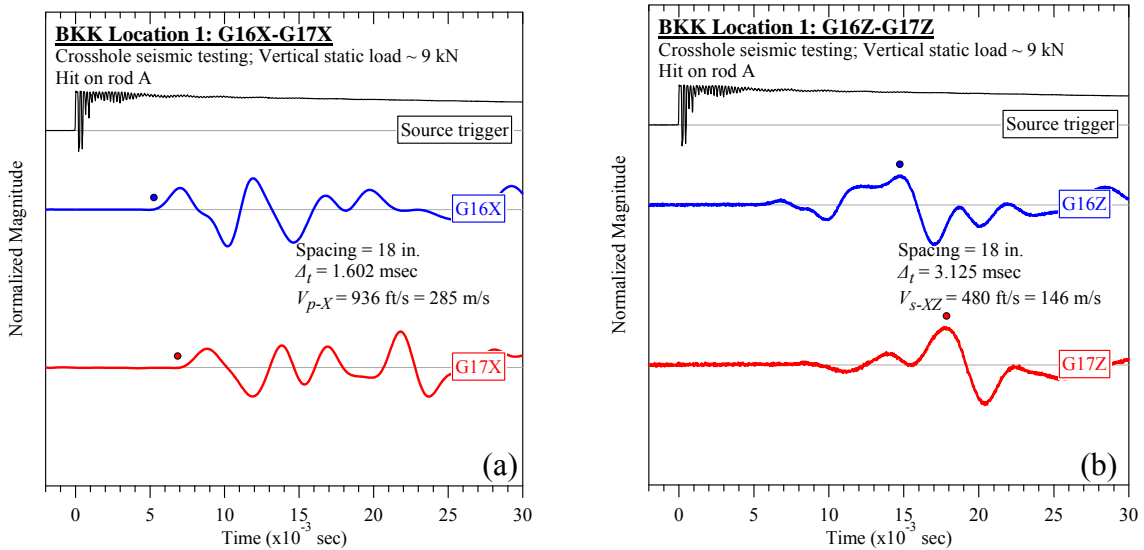 BKK Location 1: G16X-G17X
Crosshole seismic testing; Vertical static load ~ 9 kN
Hit on rod A
Source trigger
G16X
Spacing = 18 in.
Δt = 1.602 msec
Vp-X = 936 ft/s = 285 m/s
G17X
(a)
Normalized Magnitude
0 5 10 15 20 25 30
Time (x10-3 sec)
BKK Location 1: G16Z-G17Z
Crosshole seismic testing; Vertical static load ~ 9 kN
Hit on rod A
Source trigger
G16Z
Spacing = 18 in.
Δt = 3.125 msec
Vs-XZ = 480 ft/s = 146 m/s
G17Z
(b)
Normalized Magnitude
0 5 10 15 20 25 30
Time (x10-3 sec)